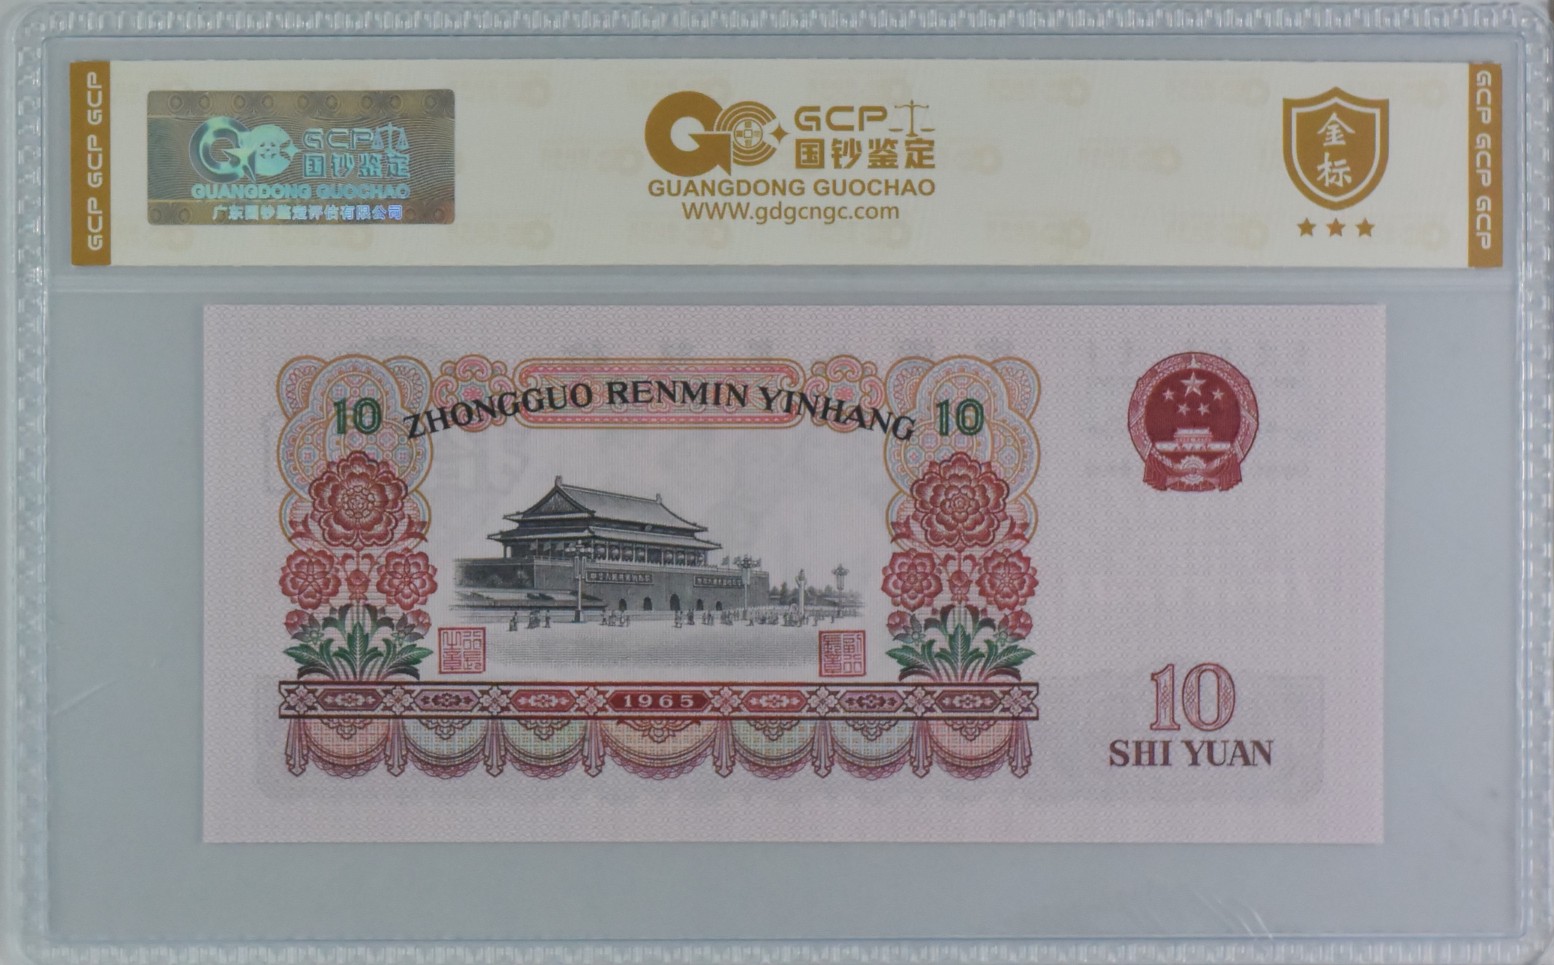 GCP GCP GCP
GCP
国钞鉴定
GUANGDONG GUOCHAO
广东国钞鉴定评估有限公司
GCP
国钞鉴定
GUANGDONG GUOCHAO
WWW.gdgcngc.com
金
标
GCP GCP GCP
10 ZHONGGUO RENMIN YINHANG 10
1965
10
SHI YUAN